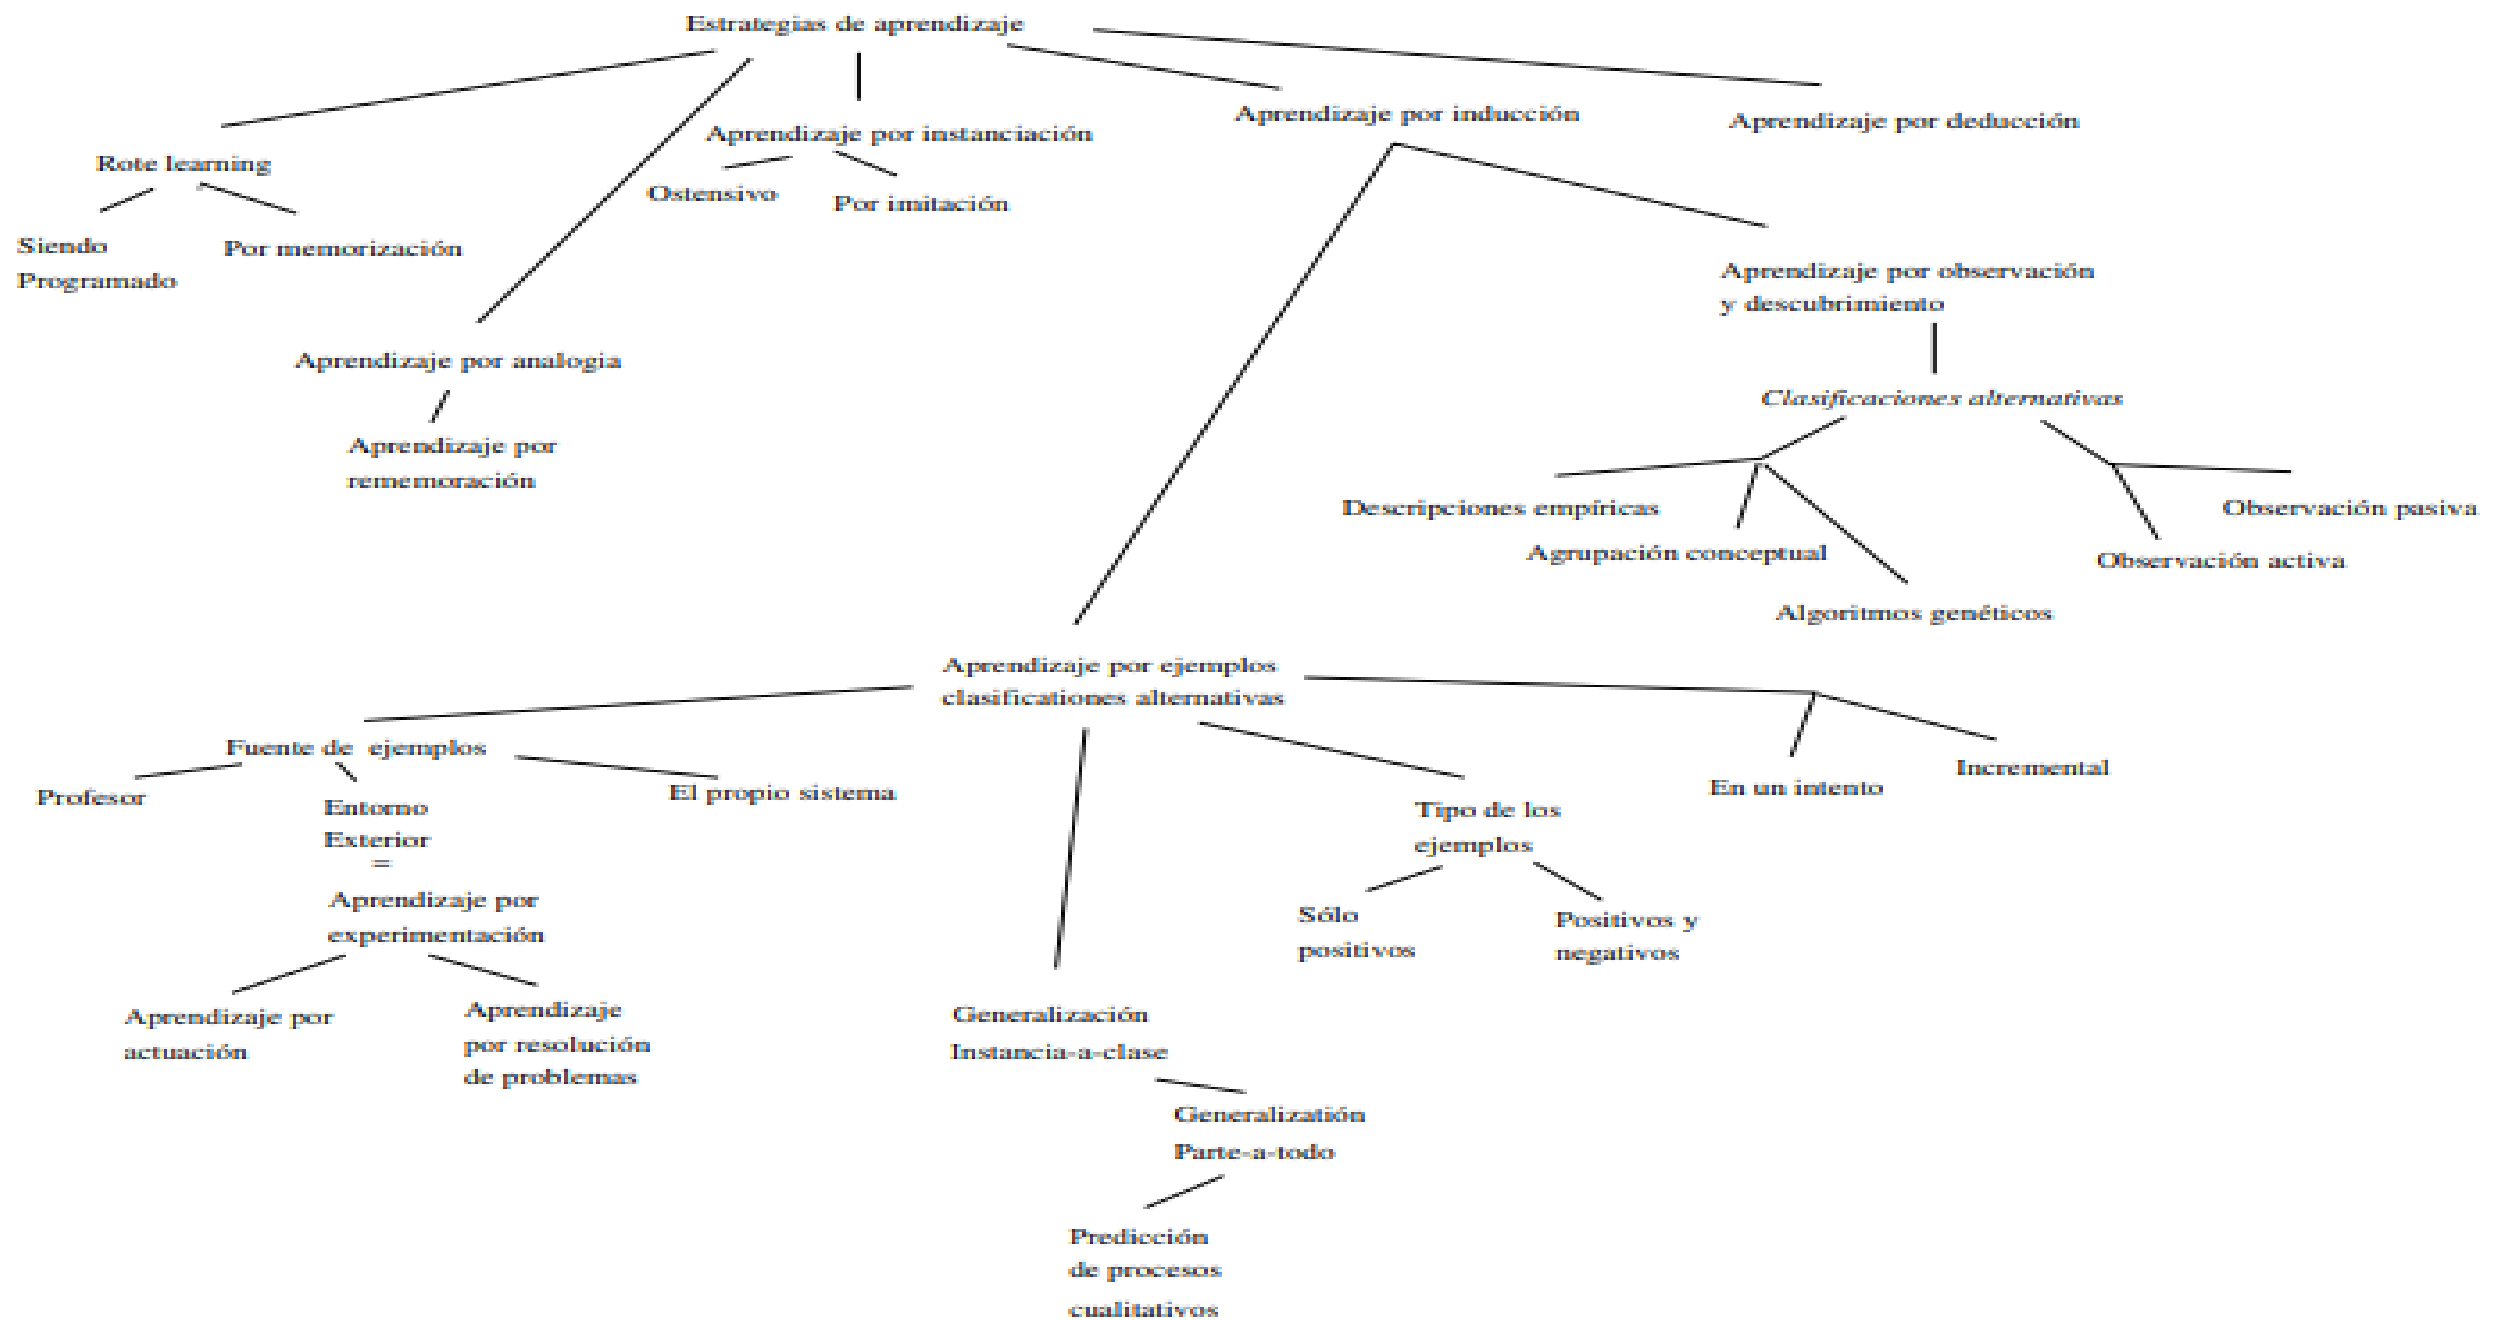 Estrategias de aprendizaje
Aprendizaje por inducción
Aprendizaje por deducción
Aprendizaje por instanciación
Rote learning
Ostensivo
Por imitación
Siendo
Programado
Por memorización
Aprendizaje por observación
y descubrimiento
Aprendizaje por analogia
Clasificaciones alternativas
Aprendizaje por
rememoración
Descripciones empíricas
Observación pasiva
Agrupación conceptual
Observación activa
Algoritmos genéticos
Aprendizaje por ejemplos
clasificationes alternativas
Fuente de ejemplos
Profesor
Entorno
Exterior
=
El propio sistema
En un intento
Incremental
Tipo de los
ejemplos
Aprendizaje por
experimentación
Sólo
positivos
Positivos y
negativos
Aprendizaje por
actuación
Aprendizaje
por resolución
de problemas
Generalización
Instancia-a-clase
Generalizatión
Parte-a-todo
Predicción
de procesos
cualitativos